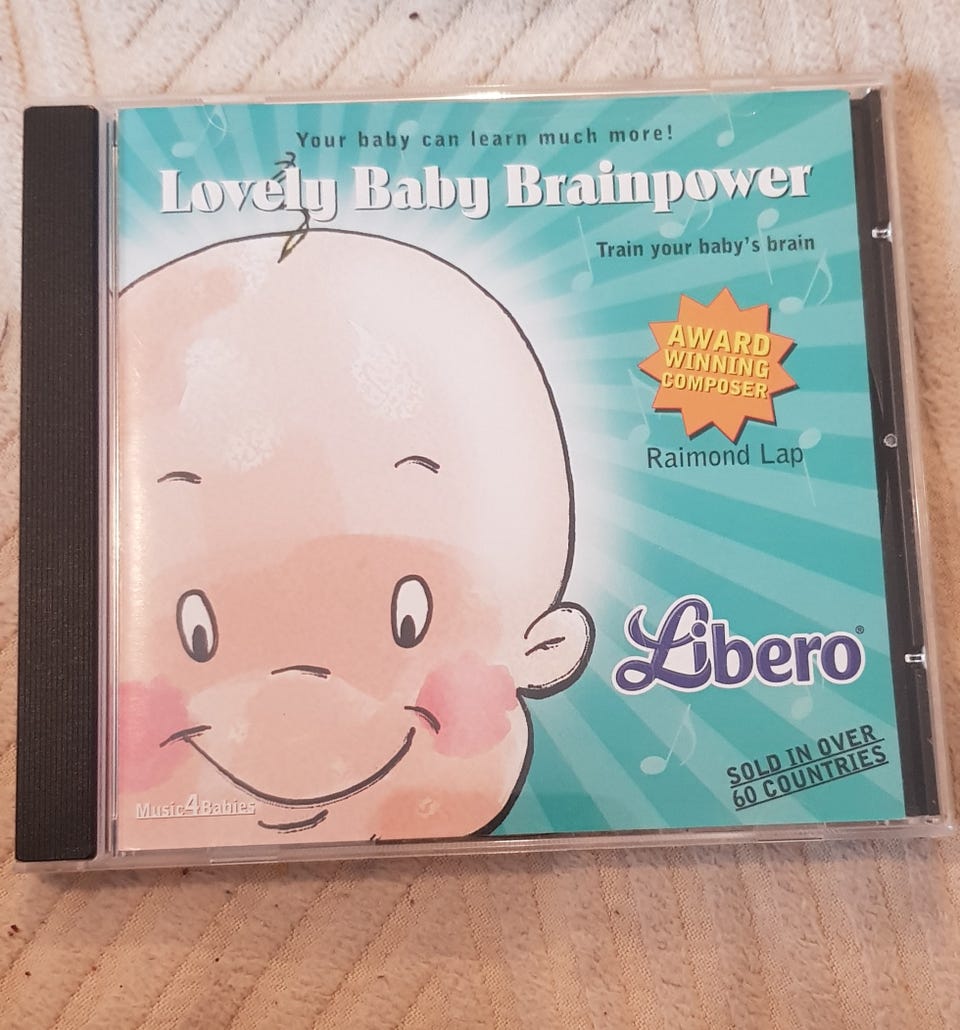 Your baby can learn much more!
Lovely Baby Brainpower
Train your baby's brain
AWARD
WINNING
COMPOSER
Raimond Lap
Libero®
SOLD IN OVER
60 COUNTRIES
Music4Babies